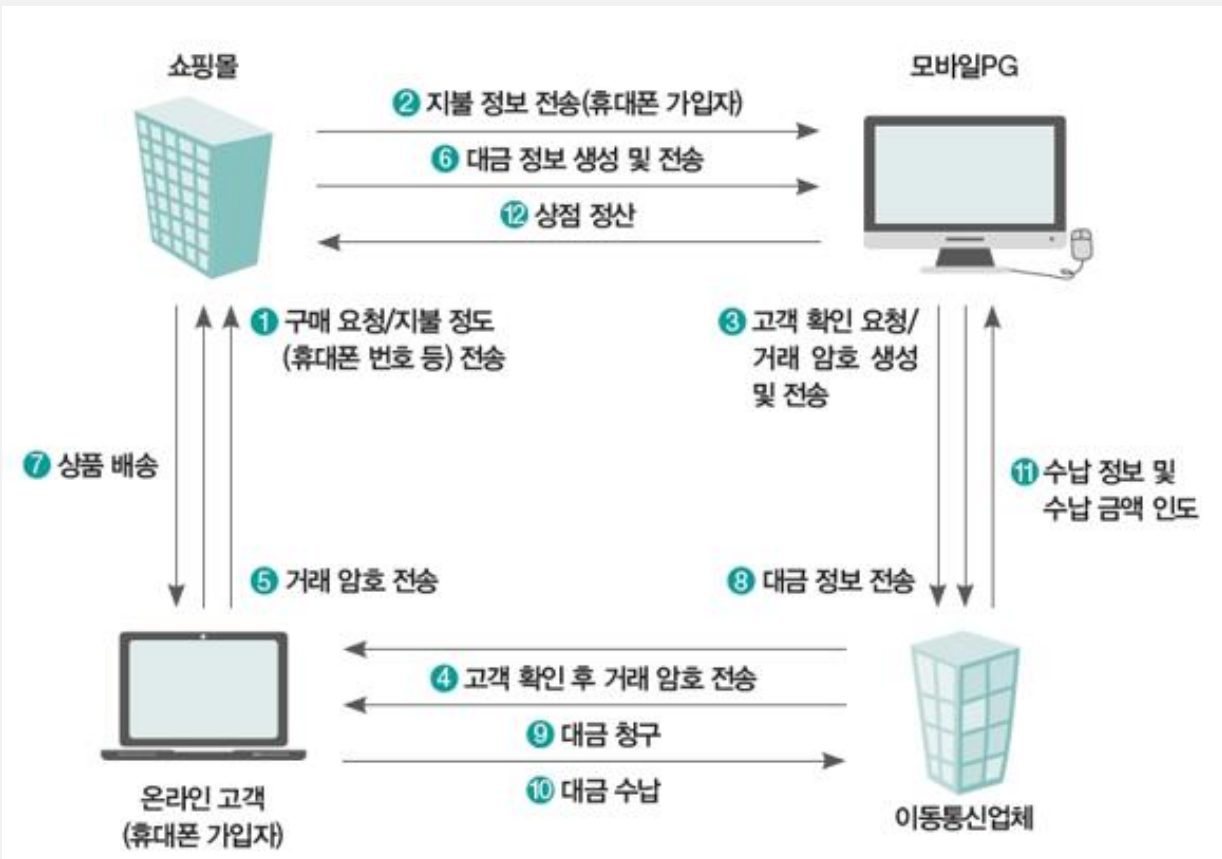 쇼핑몰
모바일PG
❷ 지불 정보 전송(휴대폰 가입자)
❻ 대금 정보 생성 및 전송
⓬ 상점 정산
❶ 구매 요청/지불 정도
(휴대폰 번호 등) 전송
❸ 고객 확인 요청/
거래 암호 생성
및 전송
❼ 상품 배송
⓫ 수납 정보 및
수납 금액 인도
❺ 거래 암호 전송
❽ 대금 정보 전송
❹ 고객 확인 후 거래 암호 전송
❾ 대금 청구
❿ 대금 수납
온라인 고객
(휴대폰 가입자)
이동통신업체